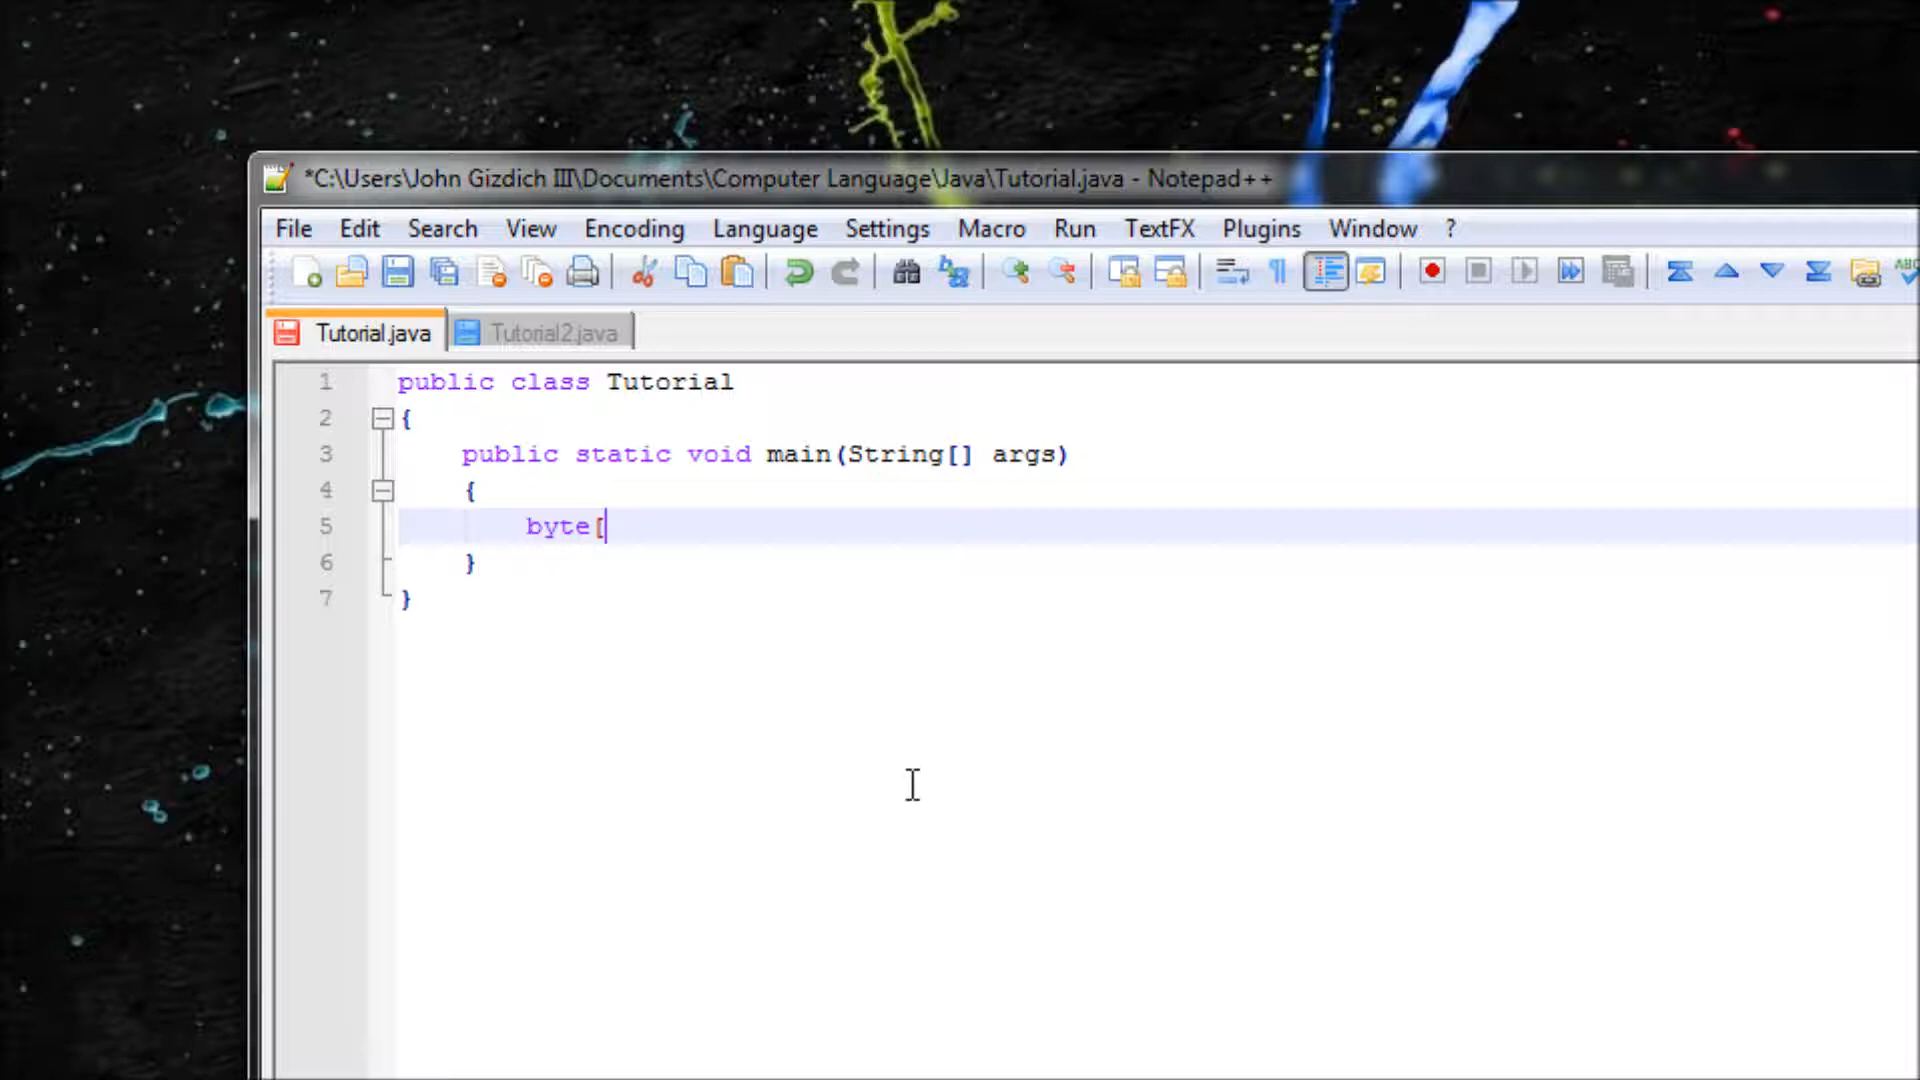 *C:\Users\John Gizdich III\Documents\Computer Language\Java\Tutorial.java - Notepad++
File Edit Search View Encoding Language Settings Macro Run TextFX Plugins Window ?
ABC
Tutorial.java Tutorial2.java
1 public class Tutorial
2 {
3 public static void main(String[] args)
4 {
5 byte[
6 }
7 }